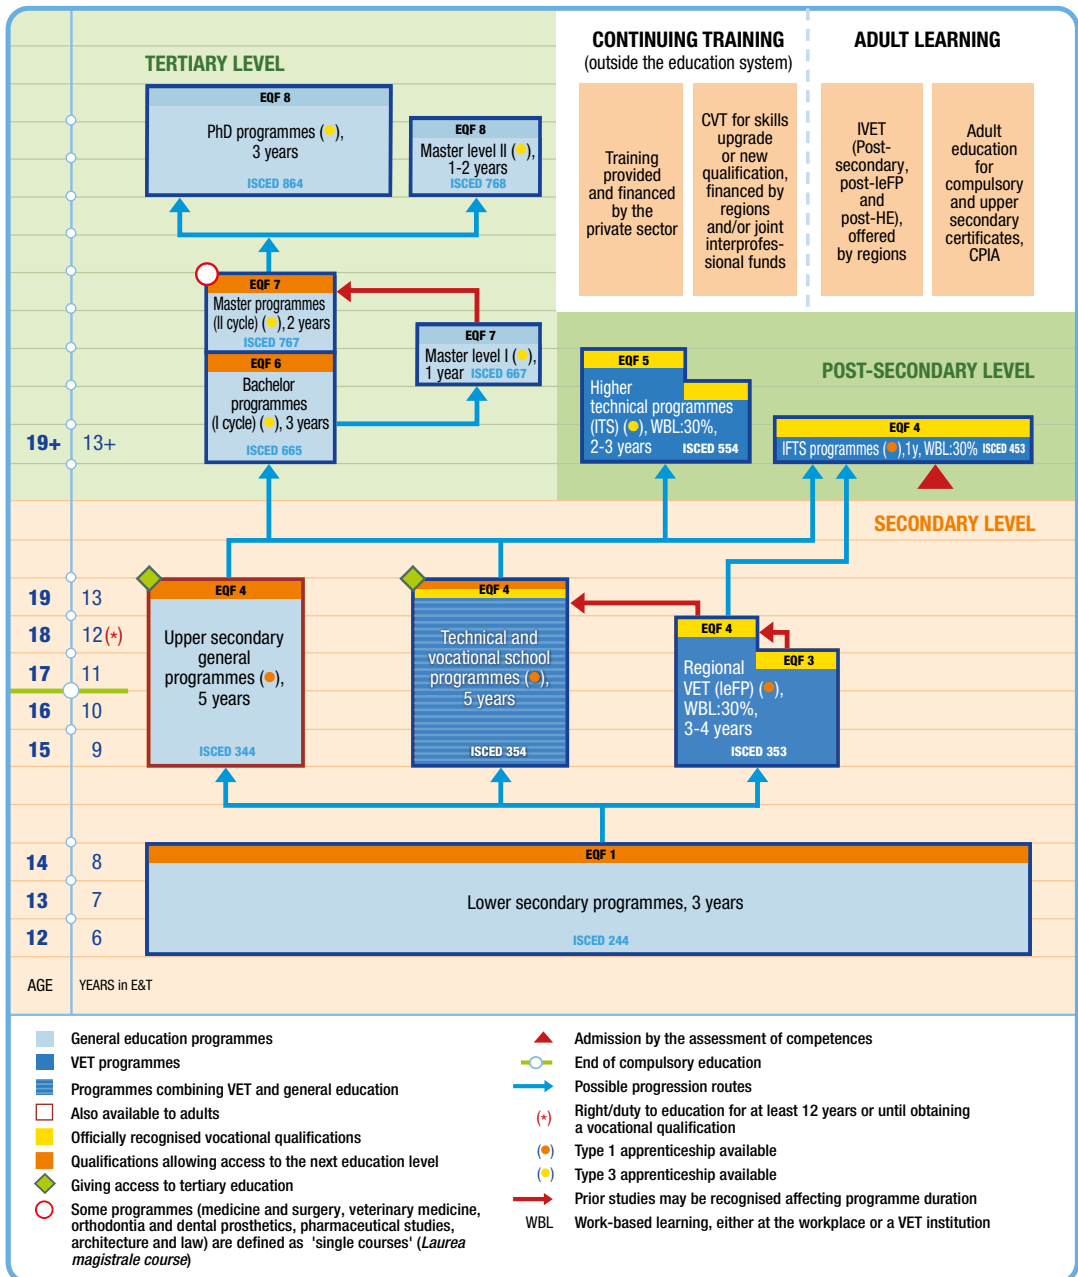 TERTIARY LEVEL
CONTINUING TRAINING
(outside the education system)
ADULT LEARNING
Training
provided
and financed
by the
private sector
CVT for skills
upgrade
or new
qualification,
financed by
regions
and/or joint
interprofes-
sional funds
IVET
(Post-
secondary,
post-IeFP
and
post-HE),
offered
by regions
Adult
education
for
compulsory
and upper
secondary
certificates,
CPIA
EQF 8
PhD programmes (●),
3 years
ISCED 864
EQF 8
Master level II (●),
1-2 years
ISCED 768
EQF 7
Master programmes
(II cycle) (●), 2 years
ISCED 767
EQF 6
Bachelor
programmes
(I cycle) (●), 3 years
ISCED 665
EQF 7
Master level I (●),
1 year ISCED 667
POST-SECONDARY LEVEL
EQF 5
Higher
technical programmes
(ITS) (●), WBL:30%,
2-3 years ISCED 554
EQF 4
IFTS programmes (●),1y, WBL:30% ISCED 453
19+ 13+
SECONDARY LEVEL
19 13
18 12(*)
17 11
16 10
15 9
EQF 4
Upper secondary
general
programmes (●),
5 years
ISCED 344
EQF 4
Technical and
vocational school
programmes (●),
5 years
ISCED 354
EQF 4
EQF 3
Regional
VET (IeFP) (●),
WBL:30%,
3-4 years
ISCED 353
14 8
13 7
12 6
EQF 1
Lower secondary programmes, 3 years
ISCED 244
AGE YEARS in E&T
General education programmes
VET programmes
Programmes combining VET and general education
Also available to adults
Officially recognised vocational qualifications
Qualifications allowing access to the next education level
Giving access to tertiary education
Some programmes (medicine and surgery, veterinary medicine,
orthodontia and dental prosthetics, pharmaceutical studies,
architecture and law) are defined as 'single courses' (Laurea
magistrale course)
Admission by the assessment of competences
End of compulsory education
Possible progression routes
(*) Right/duty to education for at least 12 years or until obtaining
a vocational qualification
(●) Type 1 apprenticeship available
(●) Type 3 apprenticeship available
Prior studies may be recognised affecting programme duration
WBL Work-based learning, either at the workplace or a VET institution